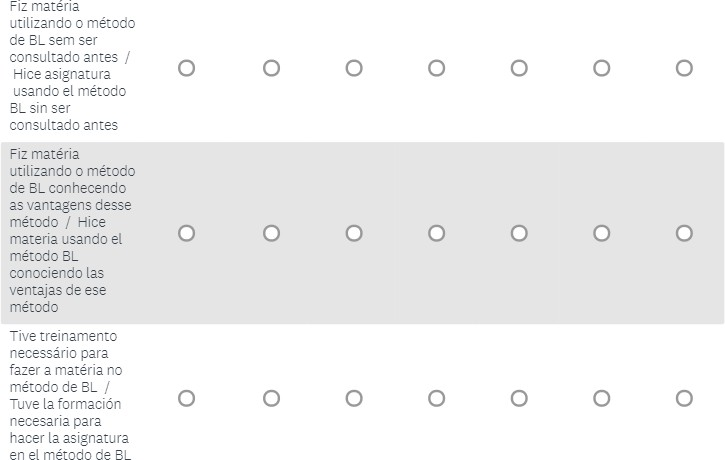 Fiz matéria
utilizando o método
de BL sem ser
consultado antes /
Hice asignatura
usando el método
BL sin ser
consultado antes
Fiz matéria
utilizando o método
de BL conhecendo
as vantagens desse
método / Hice
materia usando el
método BL
conociendo las
ventajas de ese
método
Tive treinamento
necessário para
fazer a matéria no
método de BL /
Tuve la formación
necesaria para
hacer la asignatura
en el método de BL